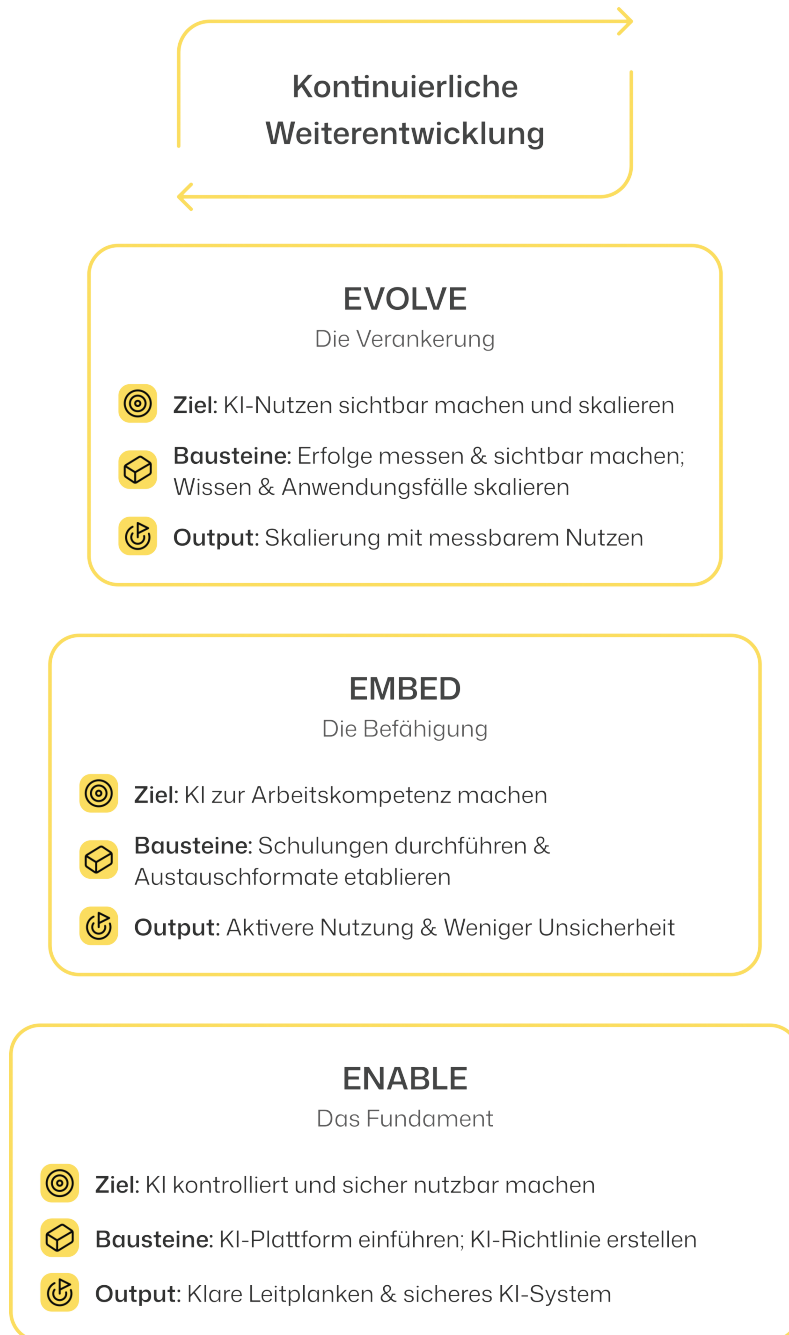 Kontinuierliche
Weiterentwicklung
EVOLVE
Die Verankerung
Ziel: KI-Nutzen sichtbar machen und skalieren
Bausteine: Erfolge messen & sichtbar machen;
Wissen & Anwendungsfälle skalieren
Output: Skalierung mit messbarem Nutzen
EMBED
Die Befähigung
Ziel: KI zur Arbeitskompetenz machen
Bausteine: Schulungen durchführen &
Austauschformate etablieren
Output: Aktivere Nutzung & Weniger Unsicherheit
ENABLE
Das Fundament
Ziel: KI kontrolliert und sicher nutzbar machen
Bausteine: KI-Plattform einführen; KI-Richtlinie erstellen
Output: Klare Leitplanken & sicheres KI-System